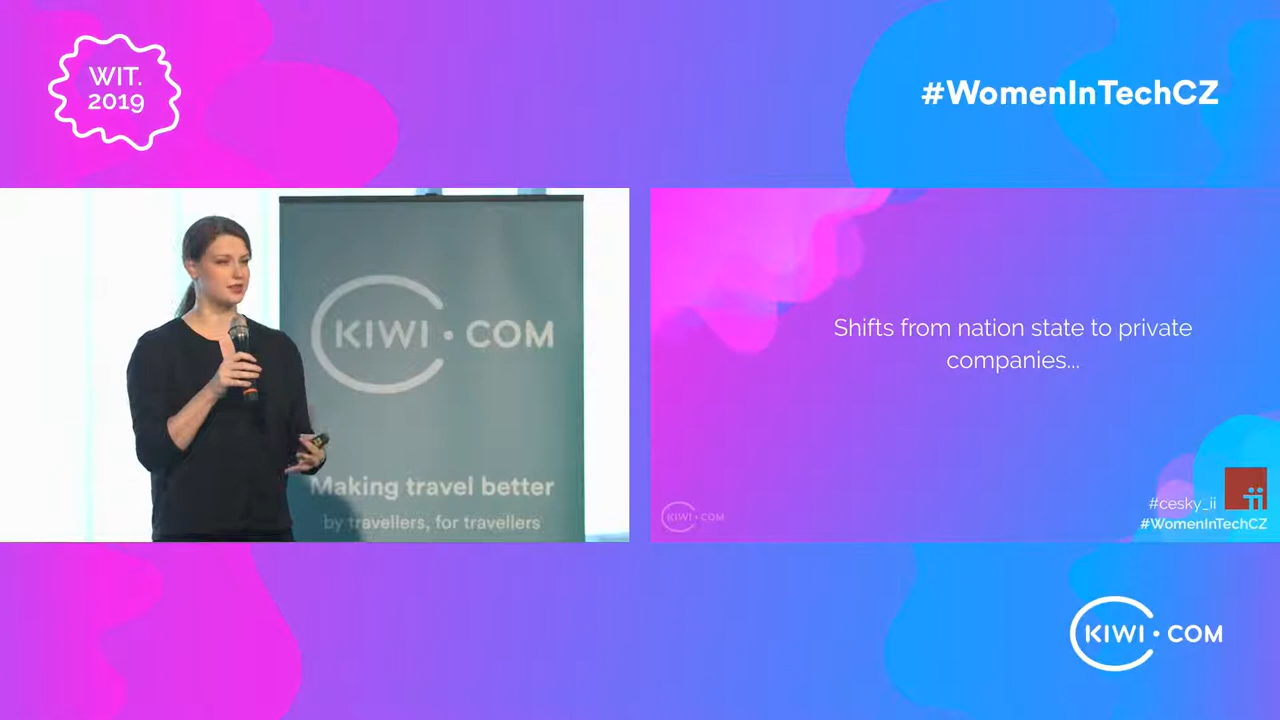 WIT.
2019
#WomenInTechCZ
KIWI.COM
Making travel better
by travellers, for travellers
Shifts from nation state to private
companies...
KIWI.COM
#cesky_ii
ii
#WomenInTechCZ
KIWI.COM